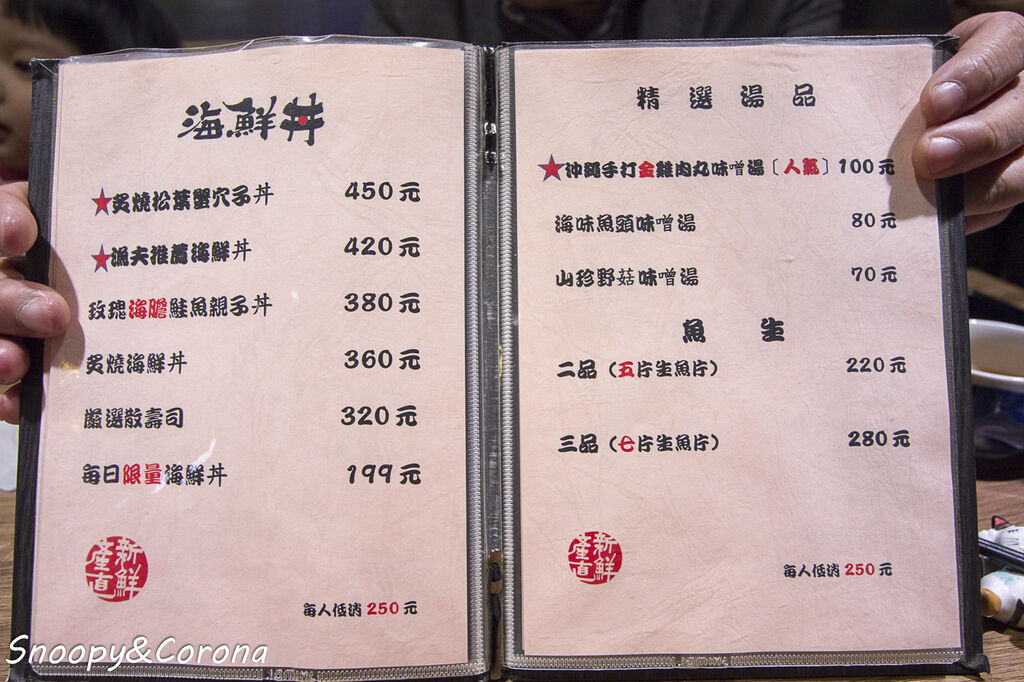 海鮮丼
★炙燒松葉蟹穴子丼 450元
★漁夫推薦海鮮丼 420元
玫瑰海膽鮭魚親子丼 380元
炙燒海鮮丼 360元
嚴選散壽司 320元
每日限量海鮮丼 199元
新鮮
產直
每人低消250元
精選湯品
★沖繩手打金雞肉丸味噌湯〔人氣〕100元
海味魚頭味噌湯 80元
山珍野菇味噌湯 70元
魚生
二品（五片生魚片） 220元
三品（七片生魚片） 280元
新鮮
產直
每人低消250元
Snoopy&Corona